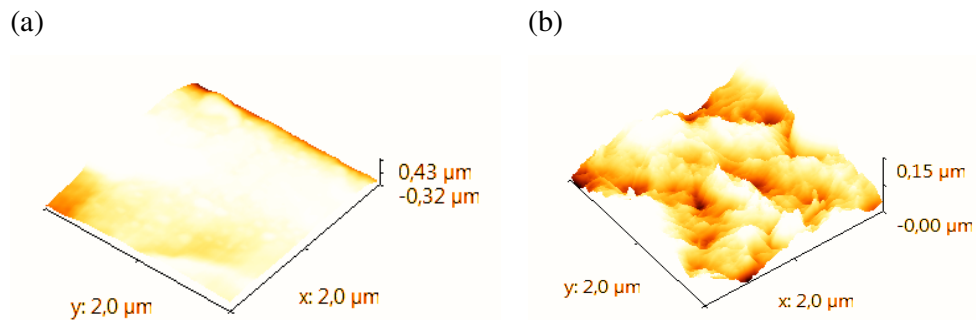 (a)
0,43 µm
-0,32 µm
y: 2,0 µm
x: 2,0 µm
(b)
0,15 µm
-0,00 µm
y: 2,0 µm
x: 2,0 µm